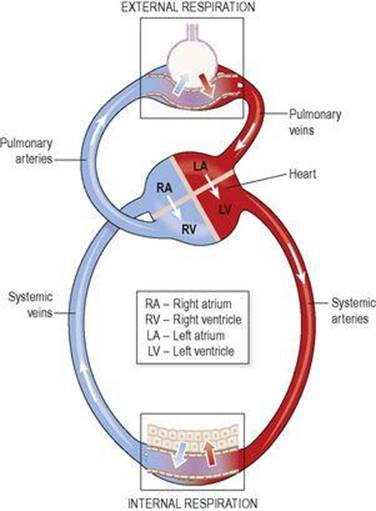 EXTERNAL RESPIRATION
Pulmonary
veins
Pulmonary
arteries
Heart
LA
RA
LV
RV
Systemic
veins
Systemic
arteries
RA – Right atrium
RV – Right ventricle
LA – Left atrium
LV – Left ventricle
INTERNAL RESPIRATION